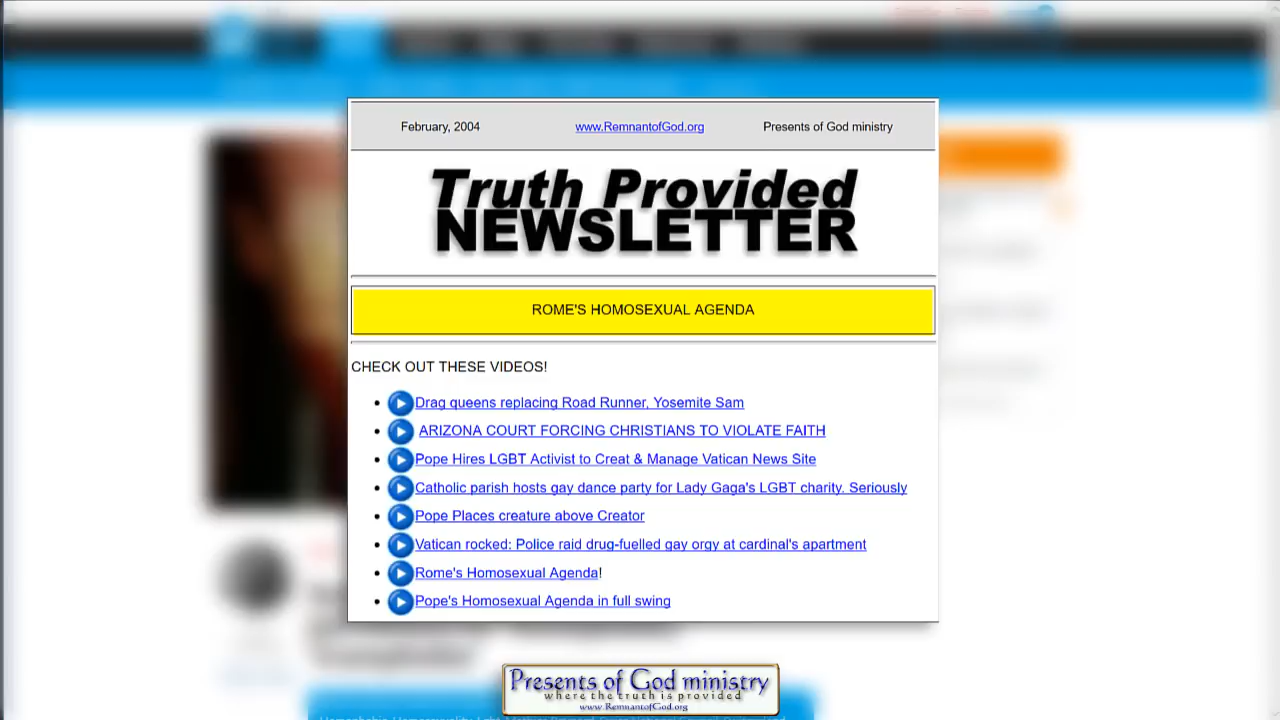 February, 2004 www.RemnantofGod.org Presents of God ministry
Truth Provided
NEWSLETTER
ROME'S HOMOSEXUAL AGENDA
CHECK OUT THESE VIDEOS!
Drag queens replacing Road Runner, Yosemite Sam
ARIZONA COURT FORCING CHRISTIANS TO VIOLATE FAITH
Pope Hires LGBT Activist to Creat & Manage Vatican News Site
Catholic parish hosts gay dance party for Lady Gaga's LGBT charity. Seriously
Pope Places creature above Creator
Vatican rocked: Police raid drug-fuelled gay orgy at cardinal's apartment
Rome's Homosexual Agenda!
Pope's Homosexual Agenda in full swing
Presents of God ministry
where the truth is provided
www.RemnantofGod.org